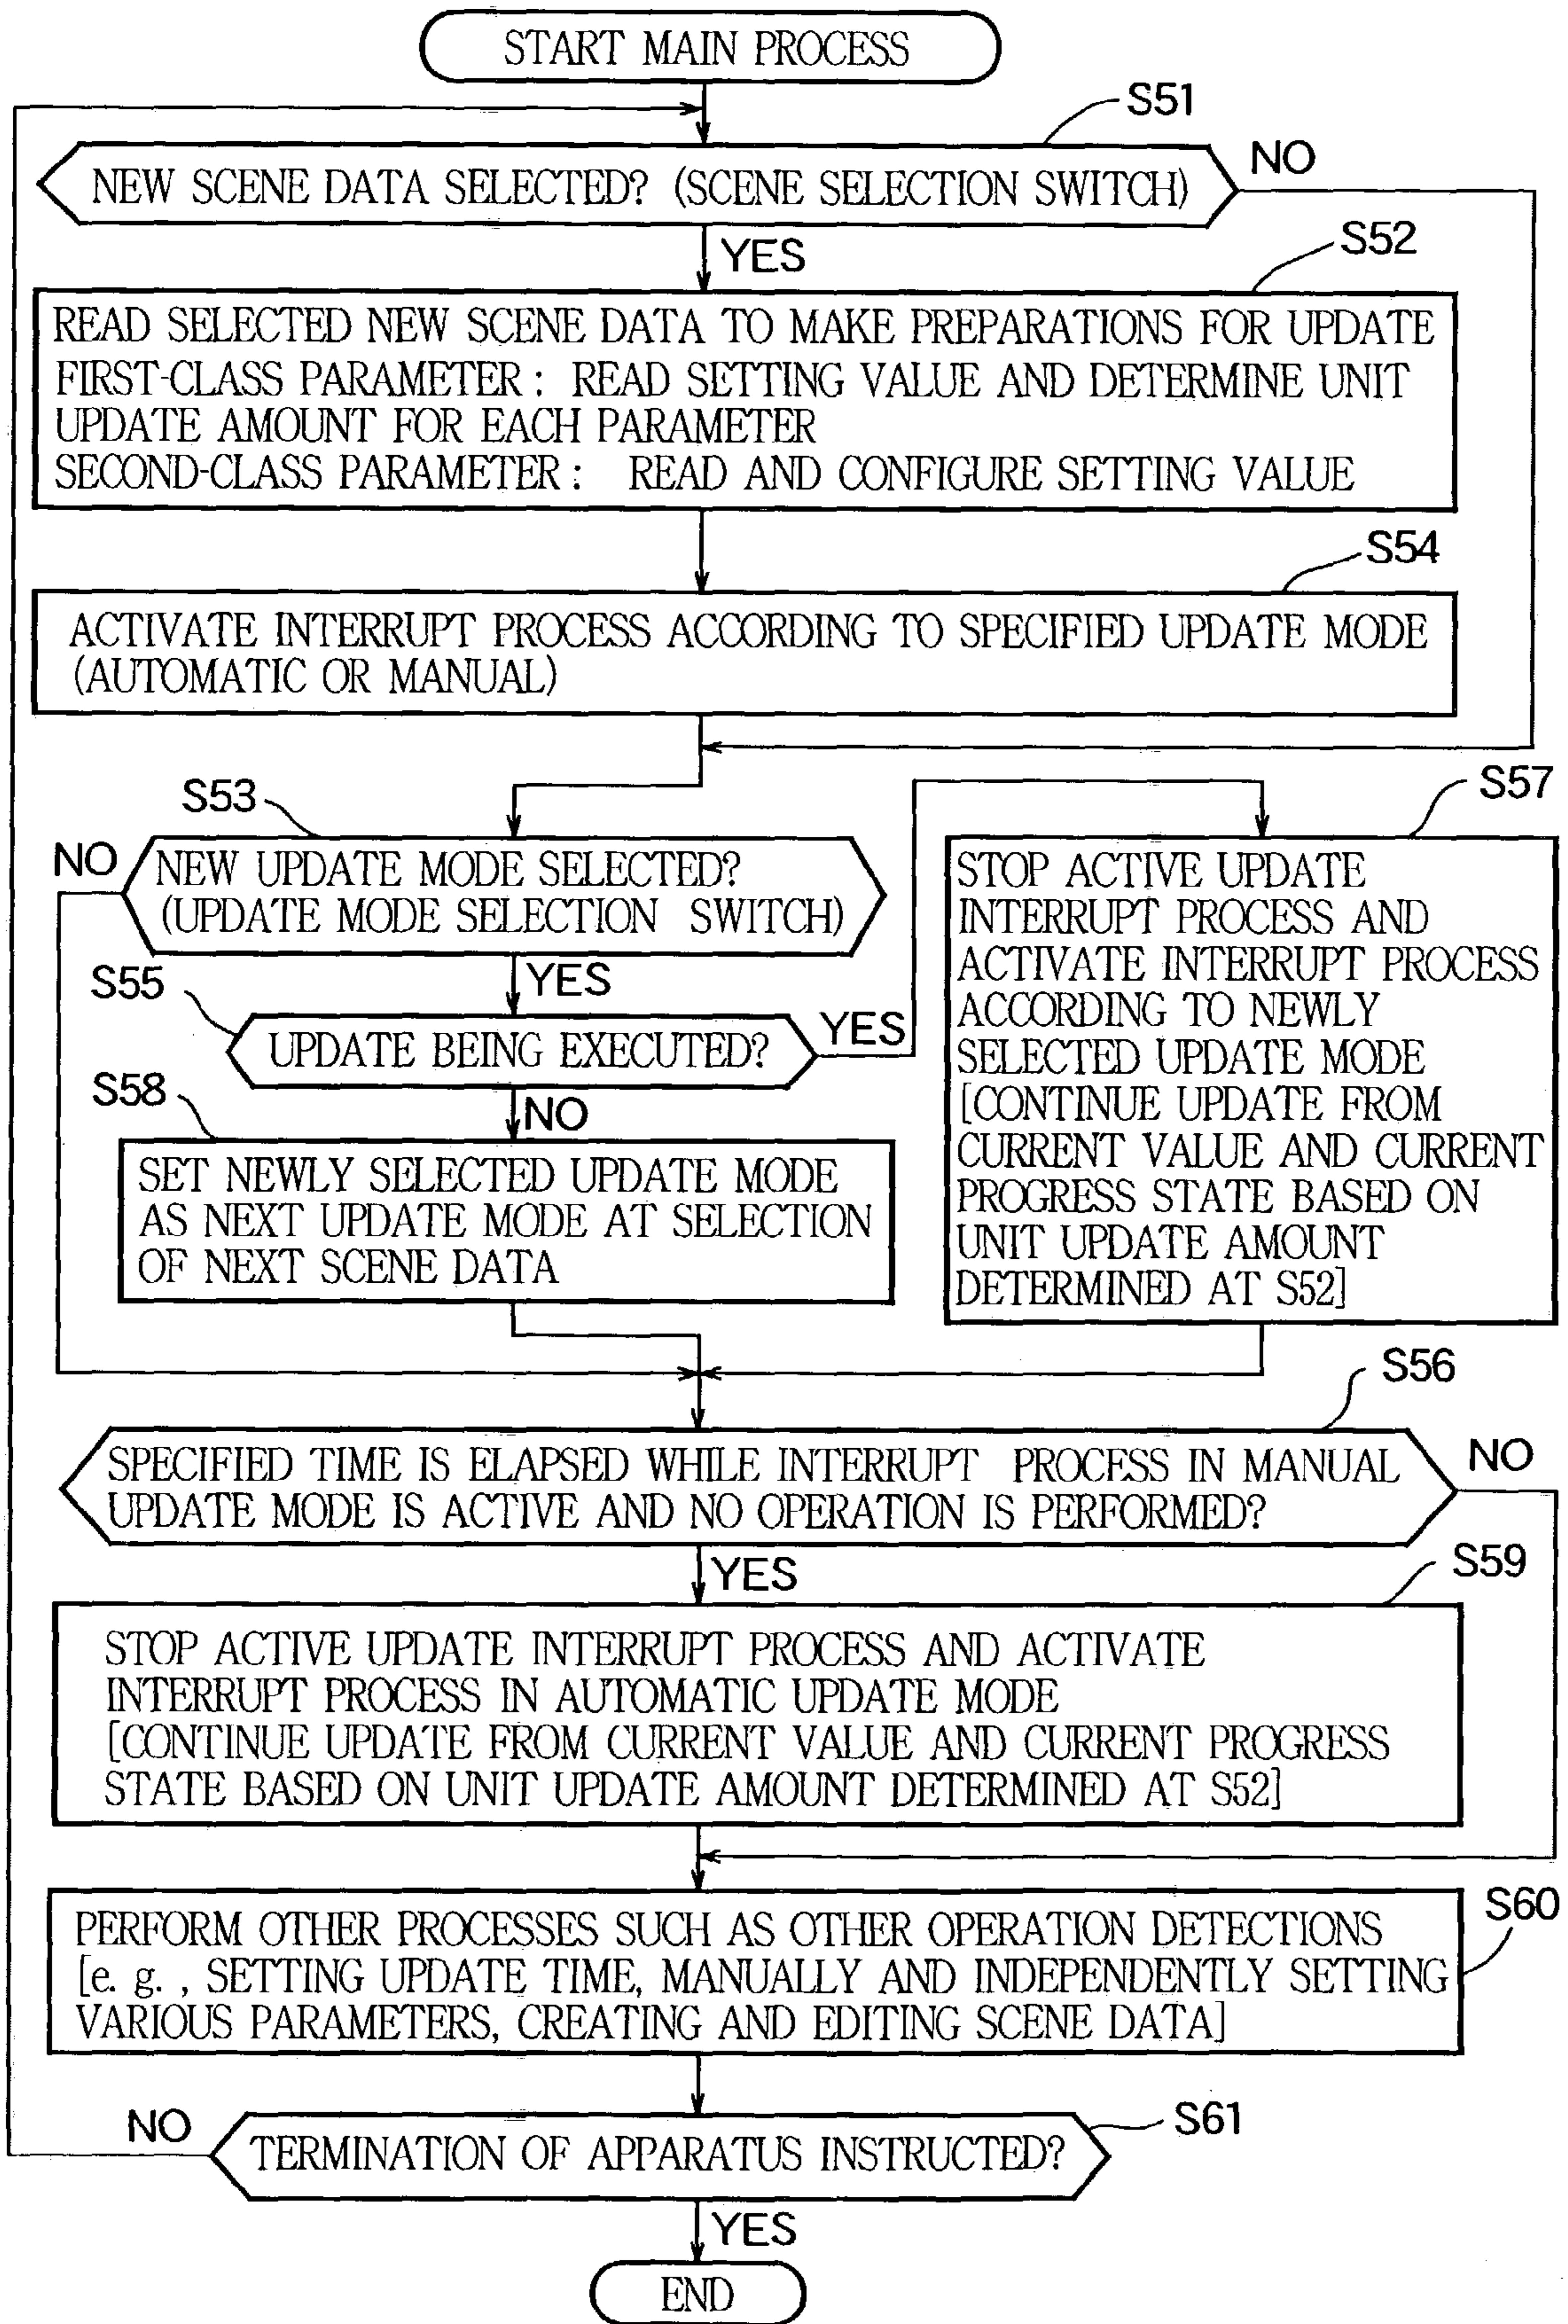 START MAIN PROCESS
S51
NEW SCENE DATA SELECTED? (SCENE SELECTION SWITCH)
NO
YES
S52
READ SELECTED NEW SCENE DATA TO MAKE PREPARATIONS FOR UPDATE
FIRST-CLASS PARAMETER : READ SETTING VALUE AND DETERMINE UNIT
UPDATE AMOUNT FOR EACH PARAMETER
SECOND-CLASS PARAMETER : READ AND CONFIGURE SETTING VALUE
S54
ACTIVATE INTERRUPT PROCESS ACCORDING TO SPECIFIED UPDATE MODE
(AUTOMATIC OR MANUAL)
S53
NO
NEW UPDATE MODE SELECTED?
(UPDATE MODE SELECTION SWITCH)
YES
S55
UPDATE BEING EXECUTED?
YES
NO
S57
STOP ACTIVE UPDATE
INTERRUPT PROCESS AND
ACTIVATE INTERRUPT PROCESS
ACCORDING TO NEWLY
SELECTED UPDATE MODE
[CONTINUE UPDATE FROM
CURRENT VALUE AND CURRENT
PROGRESS STATE BASED ON
UNIT UPDATE AMOUNT
DETERMINED AT S52]
S58
SET NEWLY SELECTED UPDATE MODE
AS NEXT UPDATE MODE AT SELECTION
OF NEXT SCENE DATA
S56
SPECIFIED TIME IS ELAPSED WHILE INTERRUPT PROCESS IN MANUAL
UPDATE MODE IS ACTIVE AND NO OPERATION IS PERFORMED?
NO
YES
S59
STOP ACTIVE UPDATE INTERRUPT PROCESS AND ACTIVATE
INTERRUPT PROCESS IN AUTOMATIC UPDATE MODE
[CONTINUE UPDATE FROM CURRENT VALUE AND CURRENT PROGRESS
STATE BASED ON UNIT UPDATE AMOUNT DETERMINED AT S52]
S60
PERFORM OTHER PROCESSES SUCH AS OTHER OPERATION DETECTIONS
[e. g. , SETTING UPDATE TIME, MANUALLY AND INDEPENDENTLY SETTING
VARIOUS PARAMETERS, CREATING AND EDITING SCENE DATA]
S61
NO
TERMINATION OF APPARATUS INSTRUCTED?
YES
END